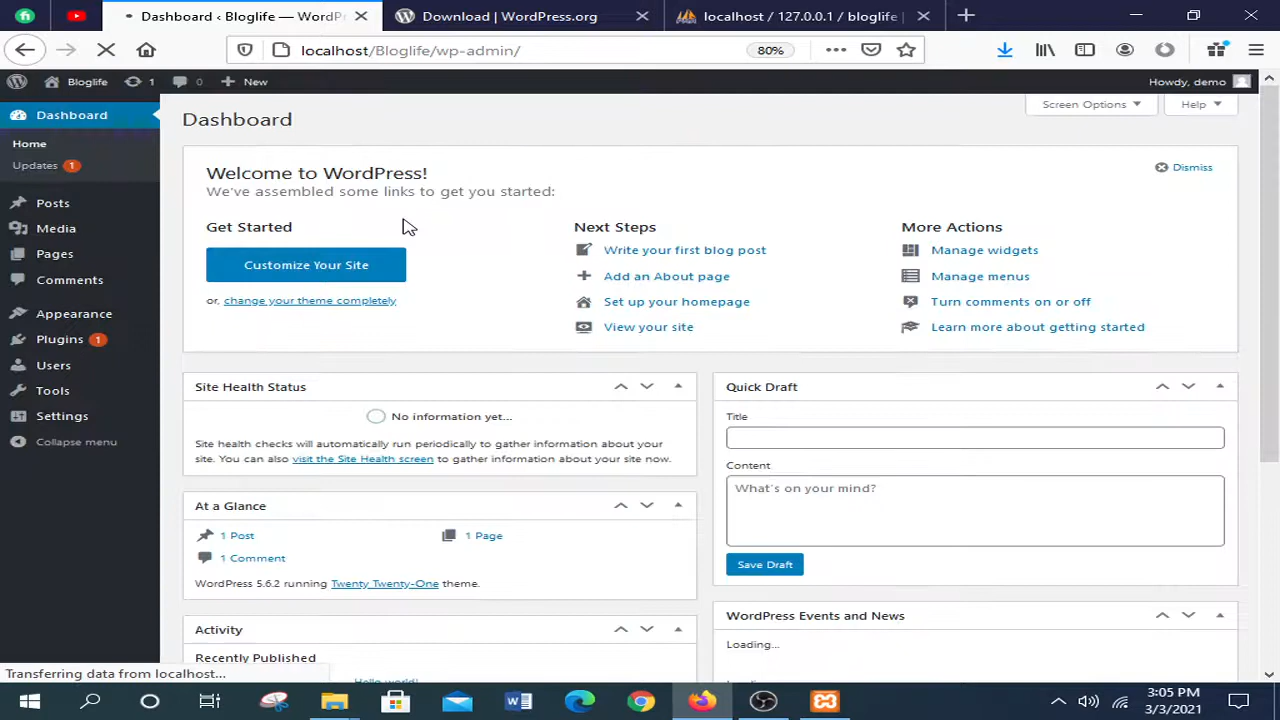 Dashboard ‹ Bloglife — WordPr
Download | WordPress.org
localhost / 127.0.0.1 / bloglife |
localhost/Bloglife/wp-admin/
80%
Bloglife
1
0
New
Howdy, demo
Dashboard
Home
Updates 1
Posts
Media
Pages
Comments
Appearance
Plugins 1
Users
Tools
Settings
Collapse menu
Dashboard
Screen Options
Help
Welcome to WordPress!
Dismiss
We've assembled some links to get you started:
Get Started
Customize Your Site
or, change your theme completely
Next Steps
Write your first blog post
Add an About page
Set up your homepage
View your site
More Actions
Manage widgets
Manage menus
Turn comments on or off
Learn more about getting started
Site Health Status
No information yet...
Site health checks will automatically run periodically to gather information about your
site. You can also visit the Site Health screen to gather information about your site now.
At a Glance
1 Post
1 Page
1 Comment
WordPress 5.6.2 running Twenty Twenty-One theme.
Activity
Recently Published
Hello world!
Quick Draft
Title
Content
What's on your mind?
Save Draft
WordPress Events and News
Loading...
Transferring data from localhost...
3:05 PM
3/3/2021